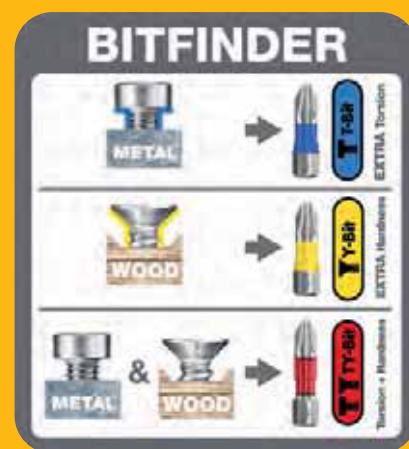 BITFINDER
METAL
T-Bit
EXTRA Torsion
WOOD
Y-Bit
EXTRA Hardness
METAL
&
WOOD
TY-Bit
Torsion + Hardness